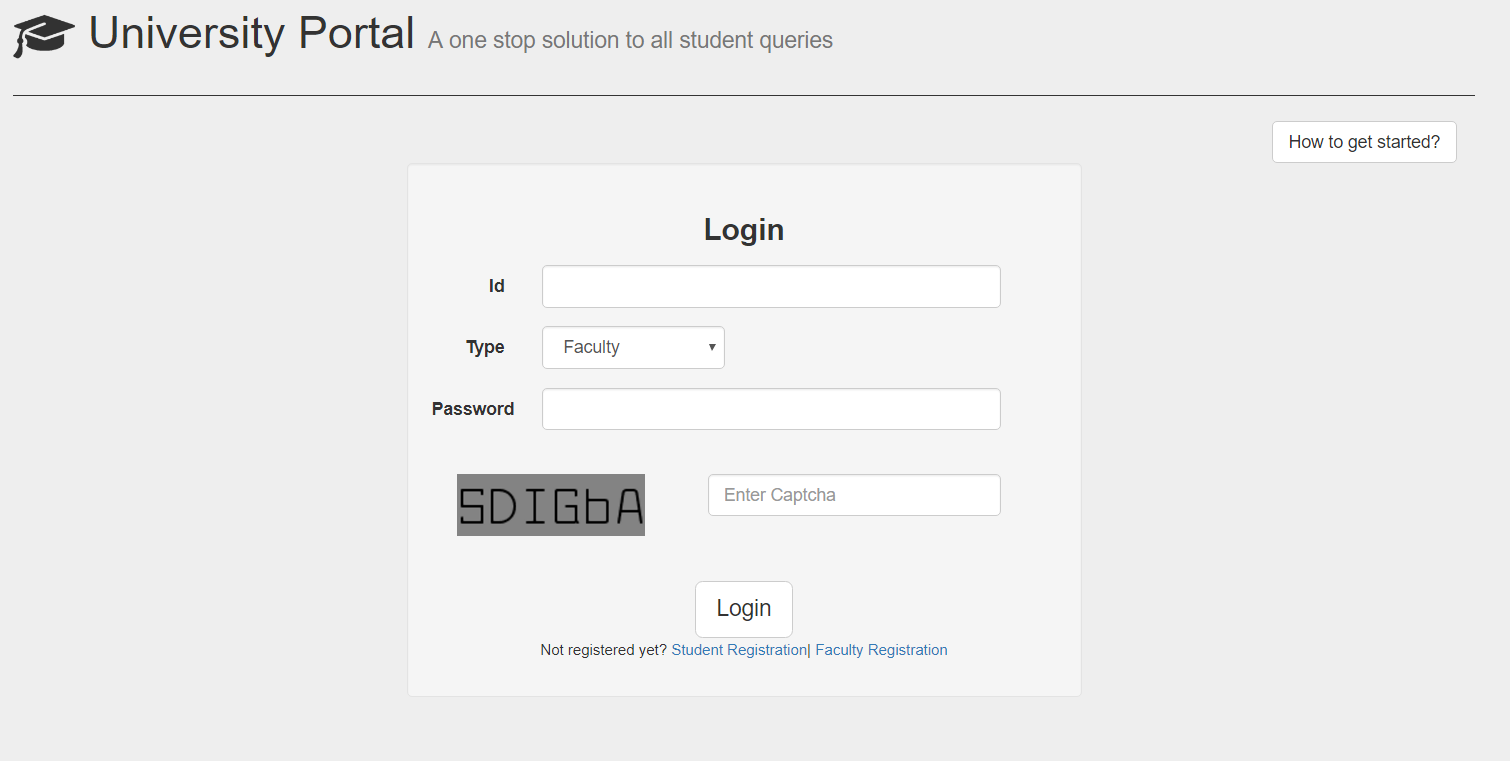 University Portal A one stop solution to all student queries
How to get started?
Login
Id
Type Faculty
Password
SDIGbA Enter Captcha
Login
Not registered yet? Student Registration| Faculty Registration